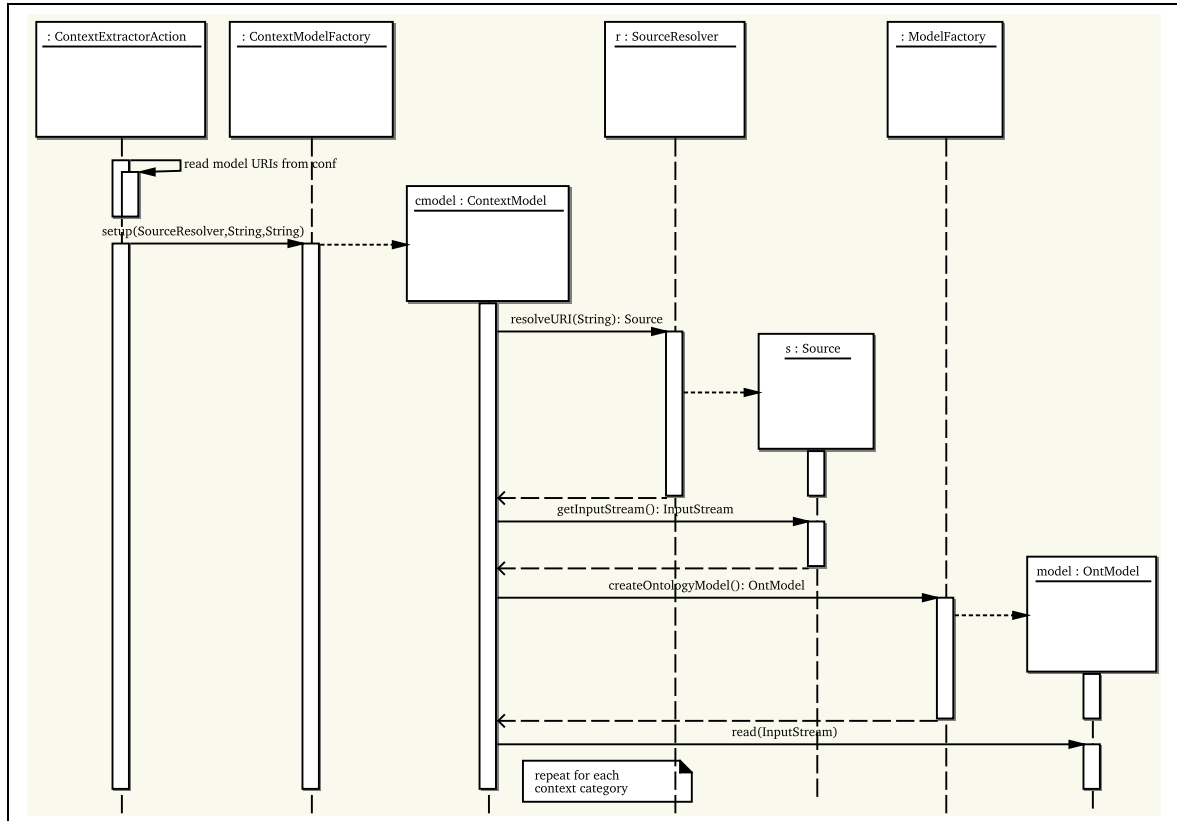 : ContextExtractorAction
: ContextModelFactory
r : SourceResolver
: ModelFactory
read model URIs from conf
cmodel : ContextModel
setup(SourceResolver,String,String)
resolveURI(String): Source
s : Source
getInputStream(): InputStream
model : OntModel
createOntologyModel(): OntModel
read(InputStream)
repeat for each
context category